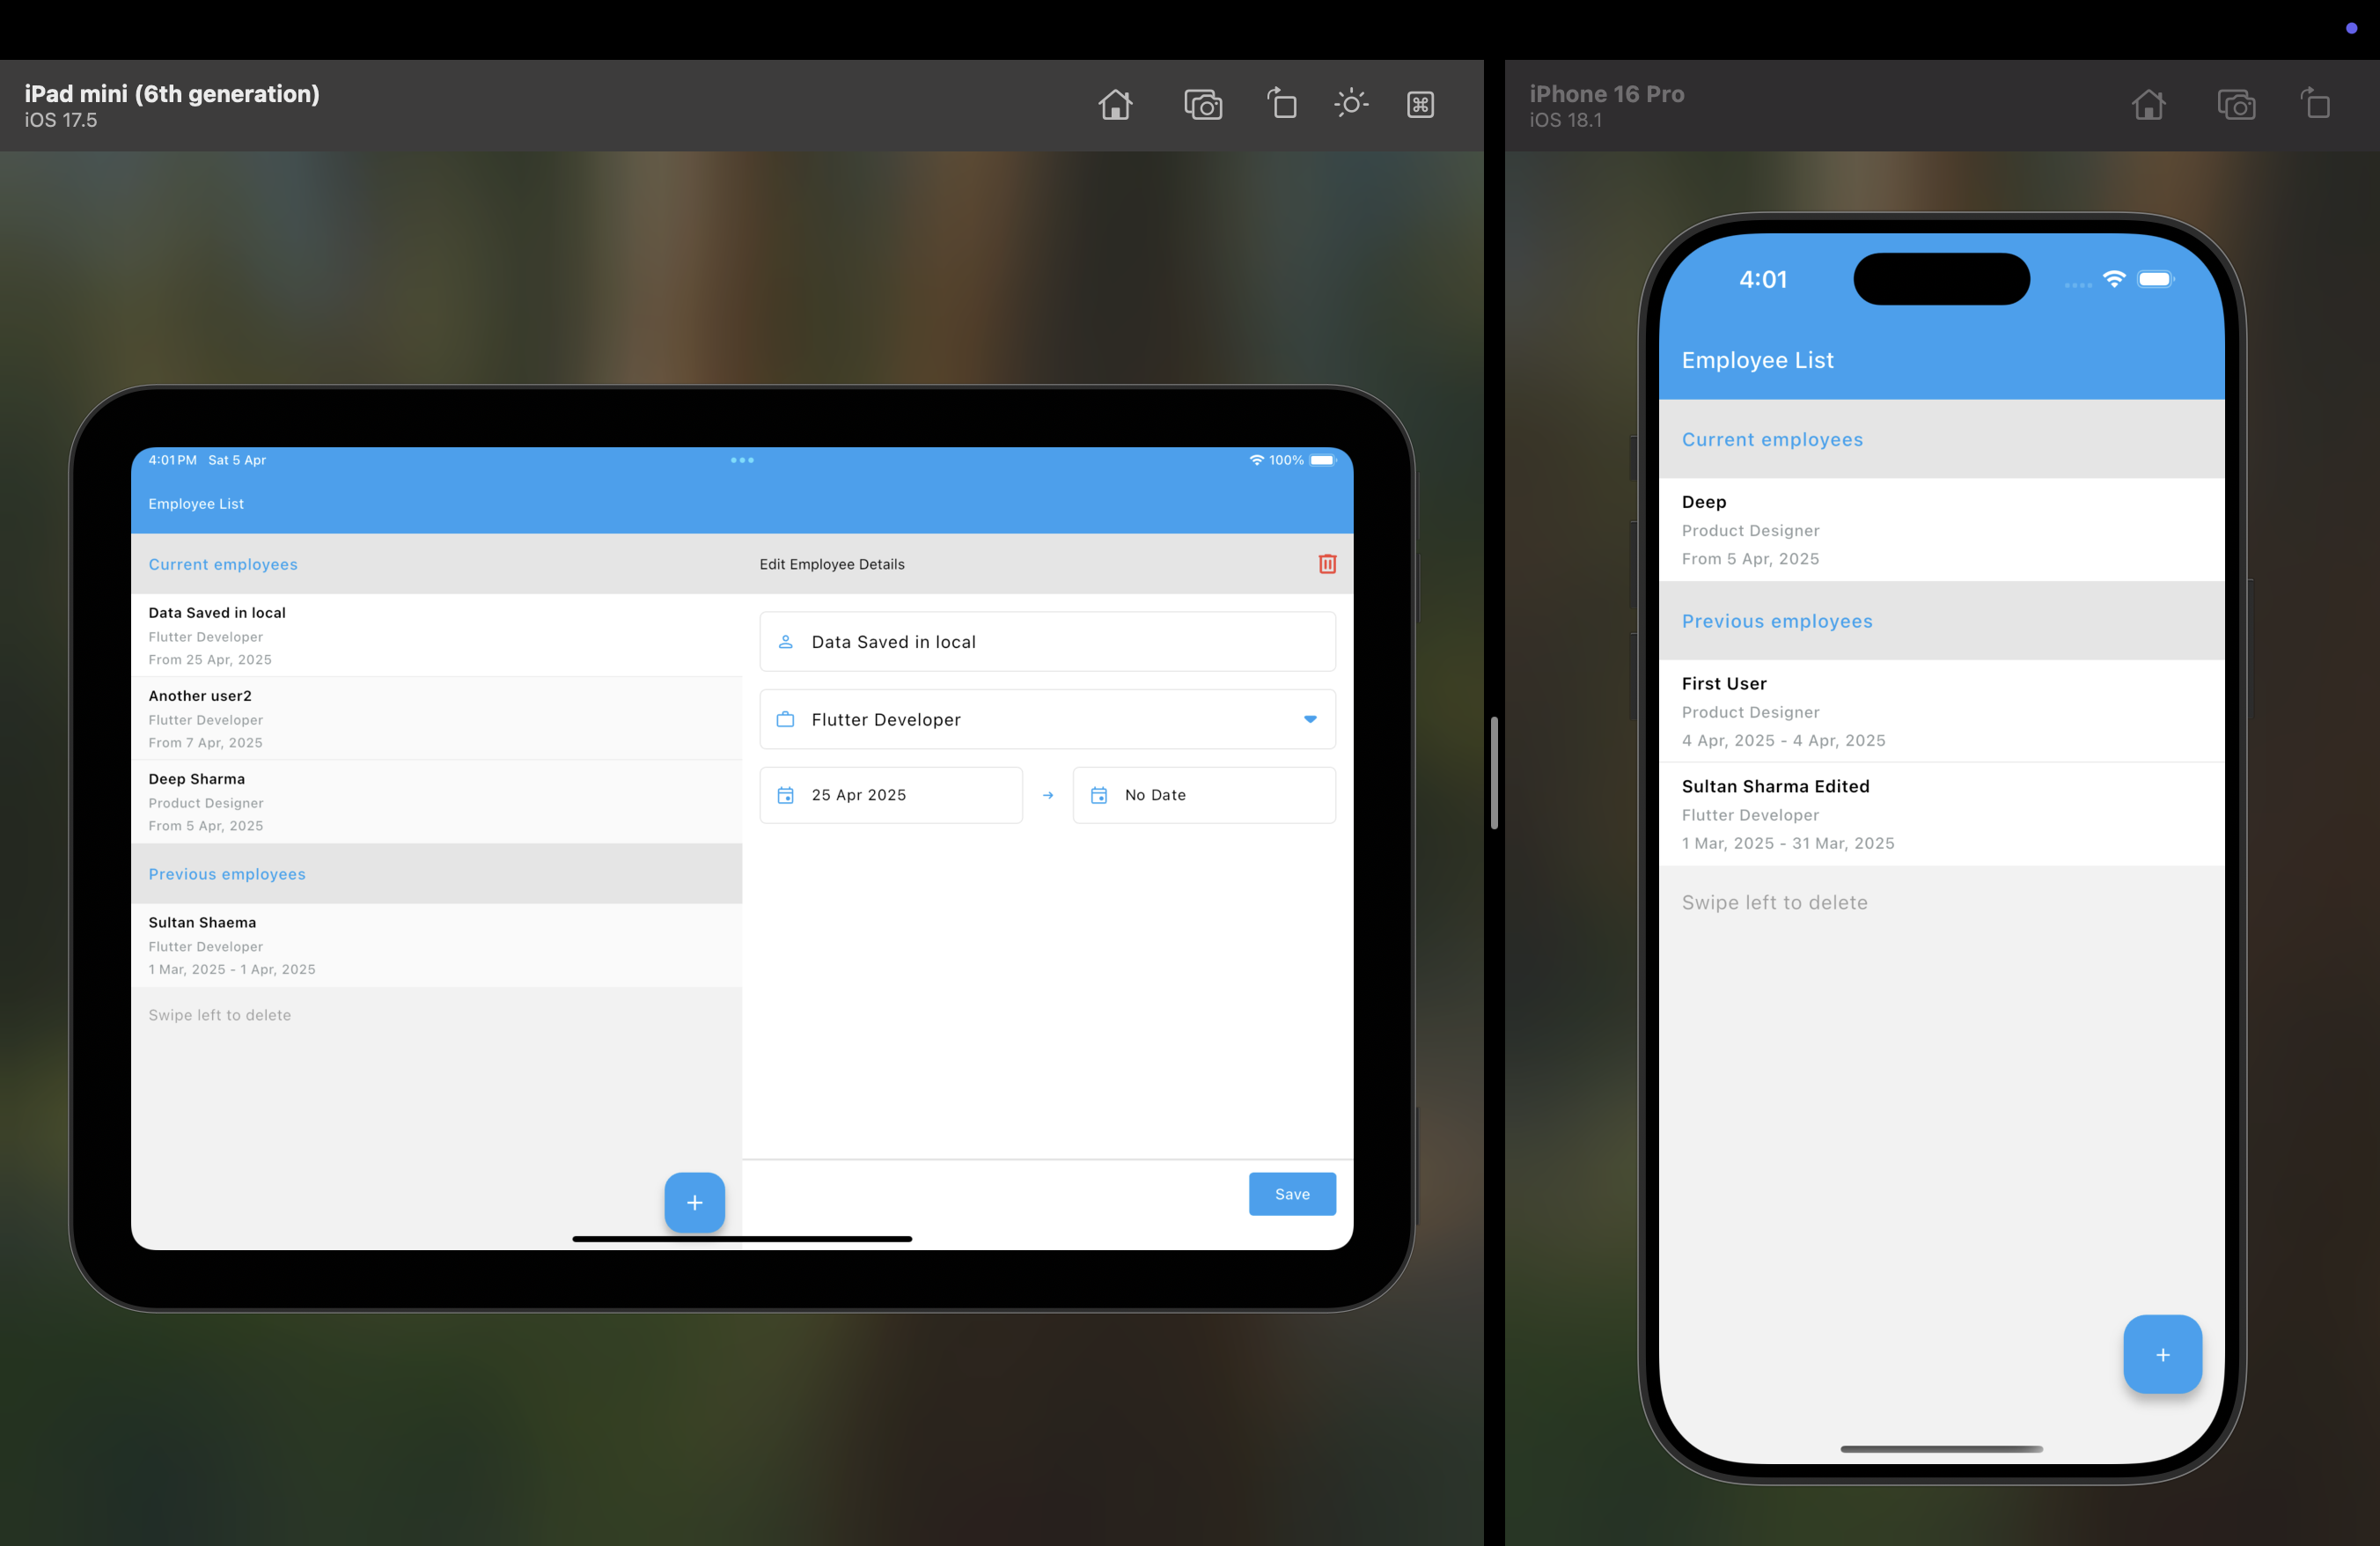 iPad mini (6th generation)
iOS 17.5
4:01 PM Sat 5 Apr
100%
Employee List
Current employees
Data Saved in local
Flutter Developer
From 25 Apr, 2025
Another user2
Flutter Developer
From 7 Apr, 2025
Deep Sharma
Product Designer
From 5 Apr, 2025
Previous employees
Sultan Shaema
Flutter Developer
1 Mar, 2025 - 1 Apr, 2025
Swipe left to delete
+
Edit Employee Details
Data Saved in local
Flutter Developer
25 Apr 2025 → No Date
Save
iPhone 16 Pro
iOS 18.1
4:01
Employee List
Current employees
Deep
Product Designer
From 5 Apr, 2025
Previous employees
First User
Product Designer
4 Apr, 2025 - 4 Apr, 2025
Sultan Sharma Edited
Flutter Developer
1 Mar, 2025 - 31 Mar, 2025
Swipe left to delete
+